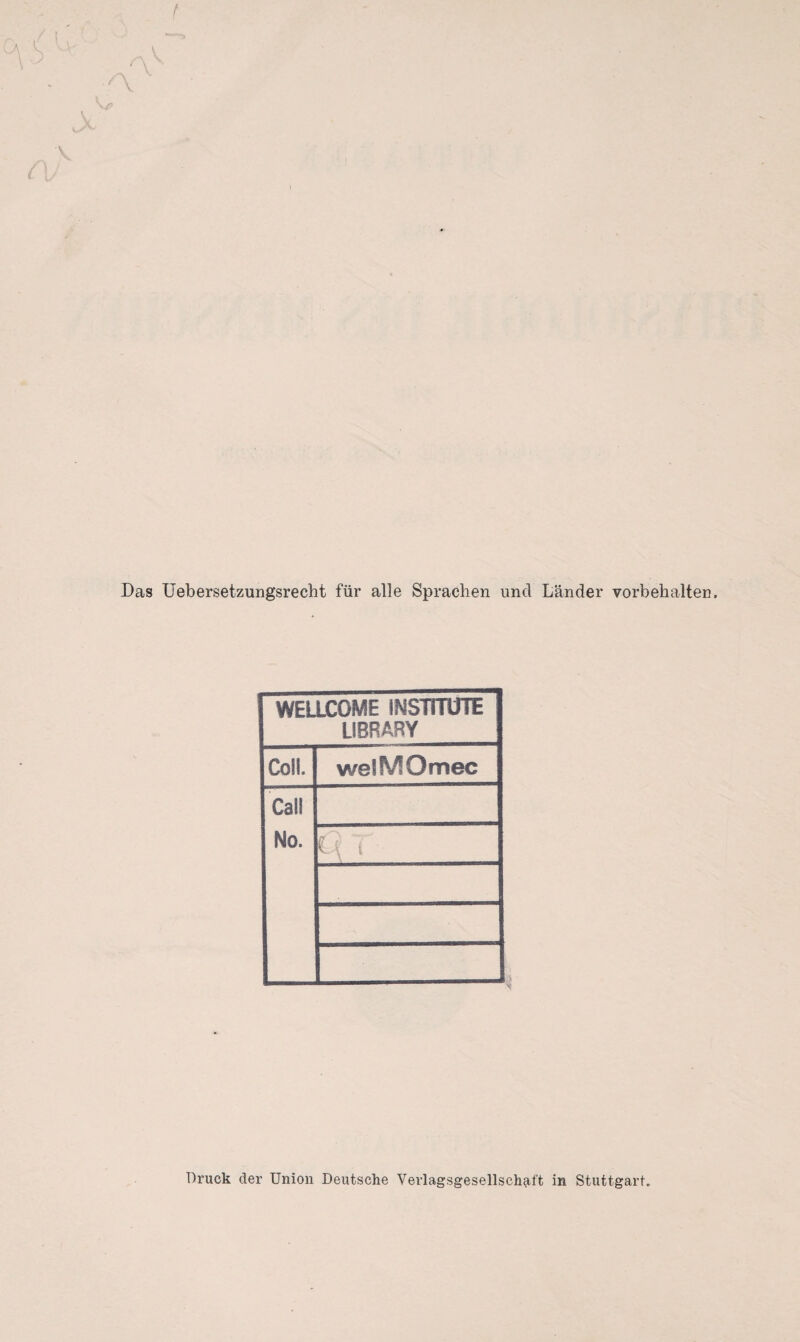 Das Uebersetzungsrecht für alle Sprachen und Länder vorbehalten.
WELLCOME INSTITUTE
LIBRARY
Coll. welMOmec
Call
No. QT
Druck der Union Deutsche Verlagsgesellschaft in Stuttgart.